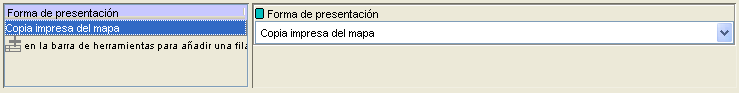 Forma de presentación
Copia impresa del mapa
en la barra de herramientas para añadir una fila
Forma de presentación
Copia impresa del mapa